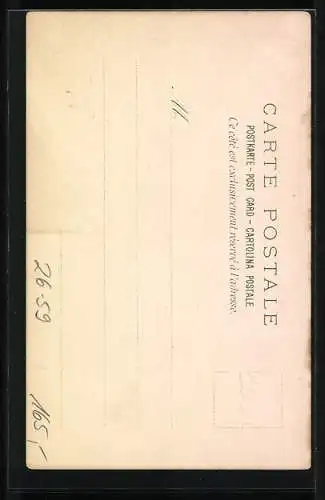 CARTE POSTALE
POSTKARTE - POST CARD - CARTOLINA POSTALE
Ce côté est exclusivement réservé à l'adresse.
M.
26-59
165,-